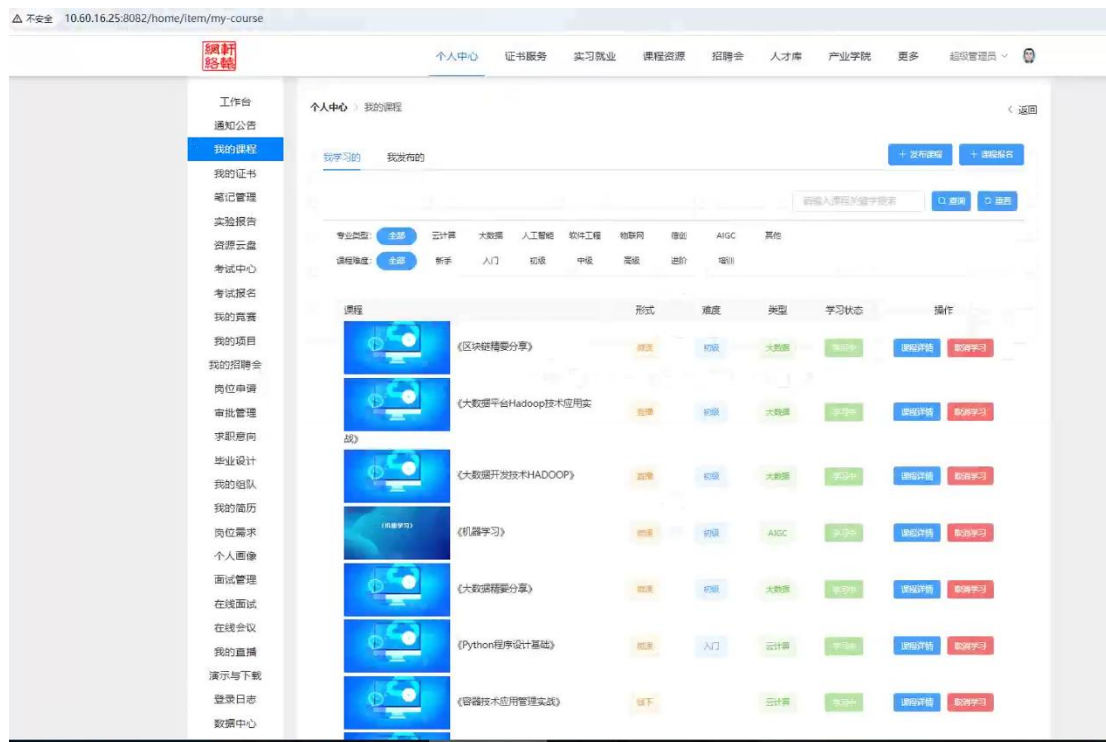 不安全 10.60.16.25:8082/home/item/my-course
網軒
絡轅
个人中心 证书服务 实习就业 课程资源 招聘会 人才库 产业学院 更多 超级管理员
工作台
通知公告
我的课程
我的证书
笔记管理
实验报告
资源云盘
考试中心
考试报名
我的竞赛
我的项目
我的招聘会
岗位申请
审批管理
求职意向
毕业设计
我的组队
我的简历
岗位需求
个人画像
面试管理
在线面试
在线会议
我的直播
演示与下载
登录日志
数据中心
个人中心 > 我的课程 < 返回
我学习的 我发布的 + 发布课程 + 课程报名
请输入课程关键字搜索 查询 重置
专业类型: 全部 云计算 大数据 人工智能 软件工程 物联网 信创 AIGC 其他
课程难度: 全部 新手 入门 初级 中级 高级 进阶 培训
课程 形式 难度 类型 学习状态 操作
《区块链精要分享》 初级 大数据 学习中 课程详情 取消学习
《大数据平台Hadoop技术应用实
战》 初级 大数据 学习中 课程详情 取消学习
《大数据开发技术HADOOP》 初级 大数据 学习中 课程详情 取消学习
《机器学习》 《机器学习》 初级 AIGC 学习中 课程详情 取消学习
《大数据精要分享》 初级 大数据 学习中 课程详情 取消学习
《Python程序设计基础》 入门 云计算 学习中 课程详情 取消学习
《容器技术应用管理实战》 线下 云计算 学习中 课程详情 取消学习